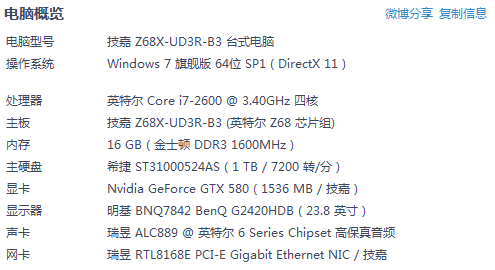 电脑概览 微博分享 复制信息
电脑型号 技嘉 Z68X-UD3R-B3 台式电脑
操作系统 Windows 7 旗舰版 64位 SP1 ( DirectX 11 )
处理器 英特尔 Core i7-2600 @ 3.40GHz 四核
主板 技嘉 Z68X-UD3R-B3 (英特尔 Z68 芯片组)
内存 16 GB ( 金士顿 DDR3 1600MHz )
主硬盘 希捷 ST31000524AS ( 1 TB / 7200 转/分 )
显卡 Nvidia GeForce GTX 580 ( 1536 MB / 技嘉 )
显示器 明基 BNQ7842 BenQ G2420HDB ( 23.8 英寸 )
声卡 瑞昱 ALC889 @ 英特尔 6 Series Chipset 高保真音频
网卡 瑞昱 RTL8168E PCI-E Gigabit Ethernet NIC / 技嘉